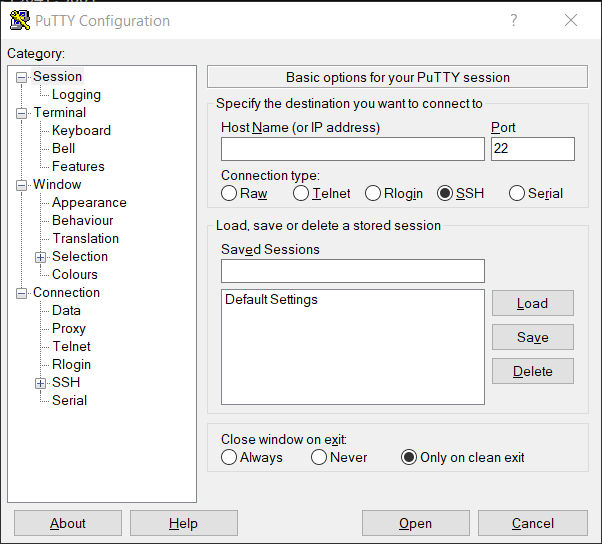 PuTTY Configuration
Category:
Session
Logging
Terminal
Keyboard
Bell
Features
Window
Appearance
Behaviour
Translation
Selection
Colours
Connection
Data
Proxy
Telnet
Rlogin
SSH
Serial
Basic options for your PuTTY session
Specify the destination you want to connect to
Host Name (or IP address) Port
22
Connection type:
Raw Telnet Rlogin SSH Serial
Load, save or delete a stored session
Saved Sessions
Default Settings
Load
Save
Delete
Close window on exit:
Always Never Only on clean exit
About Help Open Cancel